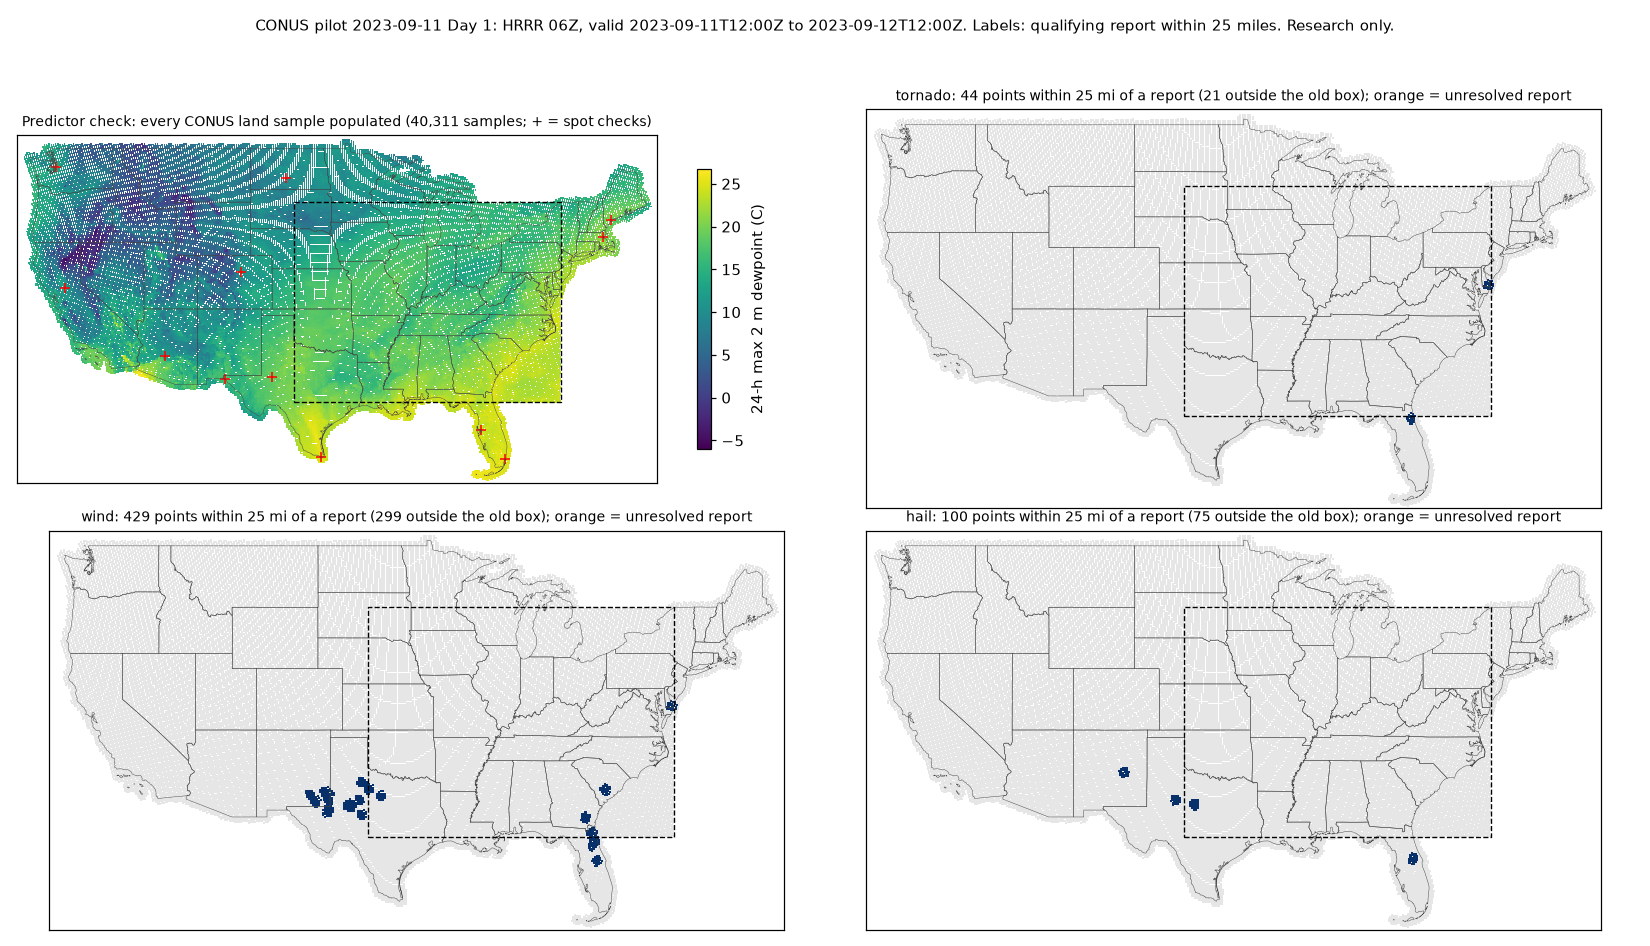 CONUS pilot 2023-09-11 Day 1: HRRR 06Z, valid 2023-09-11T12:00Z to 2023-09-12T12:00Z. Labels: qualifying report within 25 miles. Research only.
Predictor check: every CONUS land sample populated (40,311 samples; + = spot checks)
25
20
15
10
5
0
−5
24-h max 2 m dewpoint (C)
tornado: 44 points within 25 mi of a report (21 outside the old box); orange = unresolved report
wind: 429 points within 25 mi of a report (299 outside the old box); orange = unresolved report
hail: 100 points within 25 mi of a report (75 outside the old box); orange = unresolved report